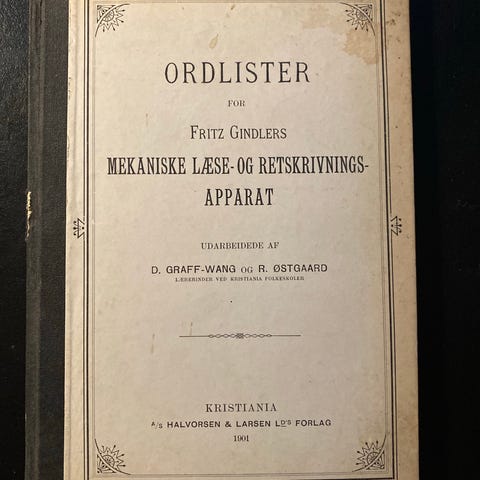 ORDLISTER
FOR
FRITZ GINDLERS
MEKANISKE LÆSE- OG RETSKRIVNINGS-
APPARAT
UDARBEIDEDE AF
D. GRAFF-WANG OG R. ØSTGAARD
LÆRERINDER VED KRISTIANIA FOLKESKOLER
KRISTIANIA
A/S HALVORSEN & LARSEN LDS FORLAG
1901